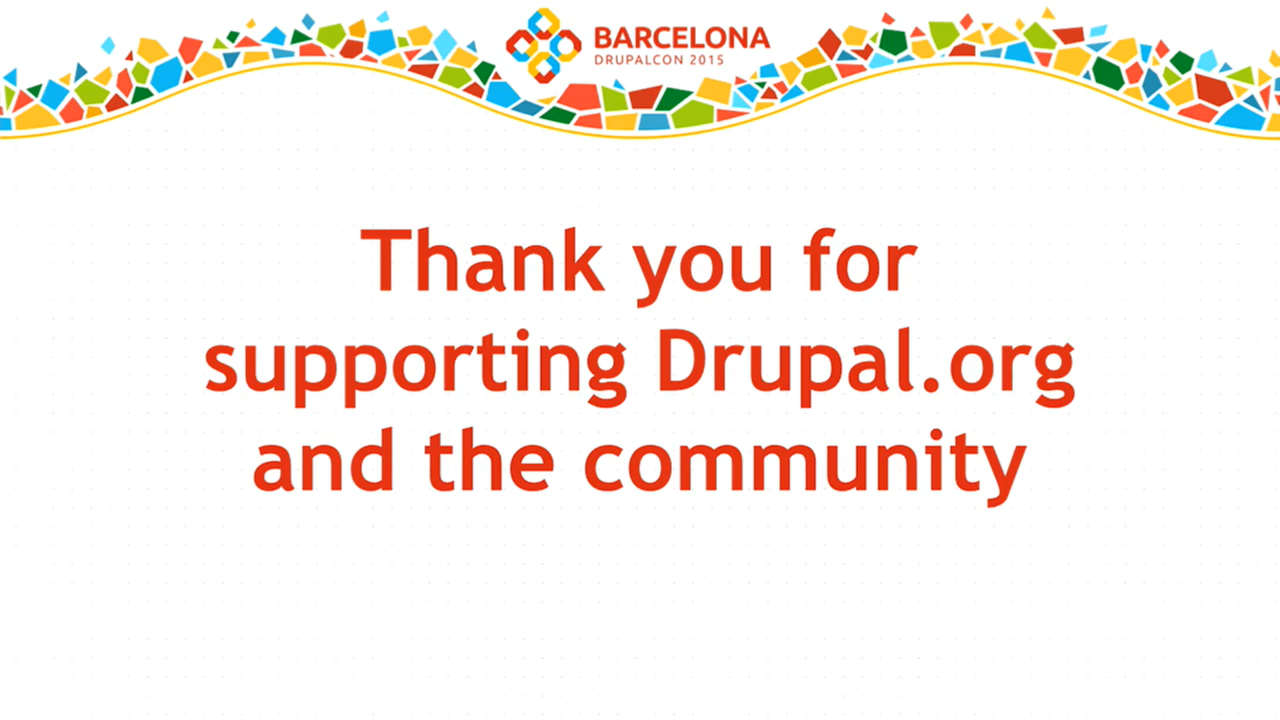 BARCELONA
DRUPALCON 2015
Thank you for
supporting Drupal.org
and the community